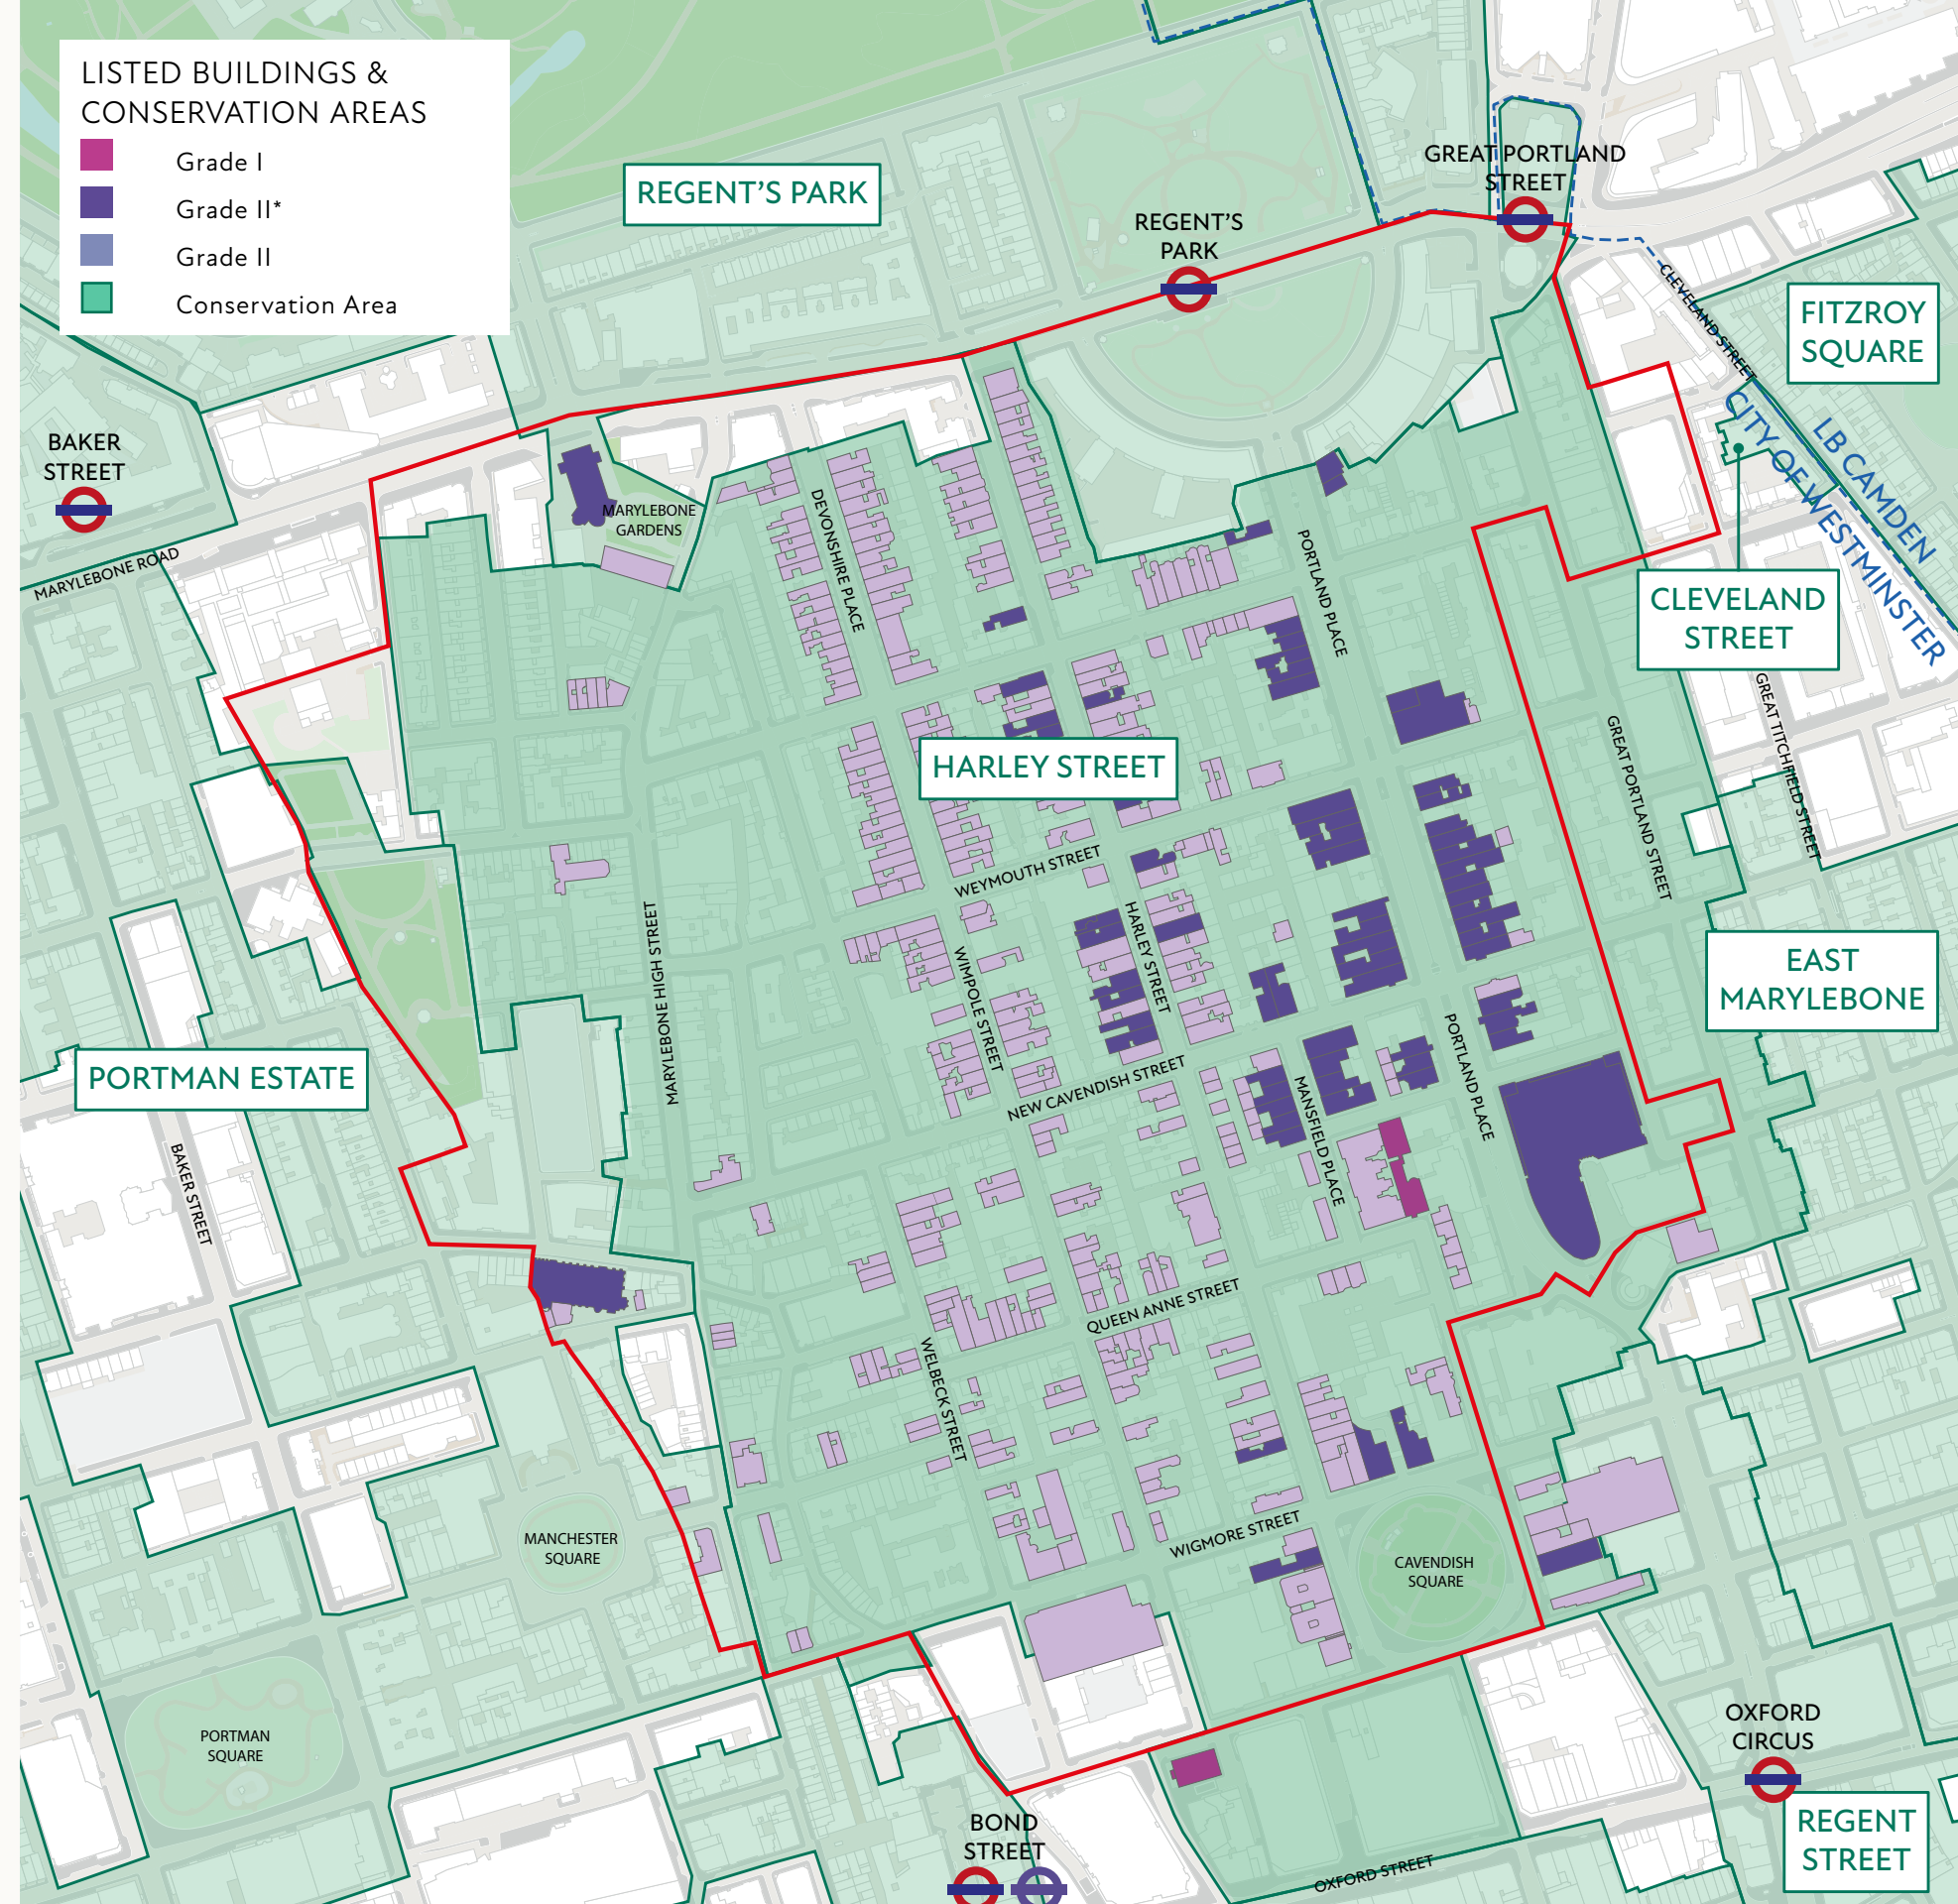 LISTED BUILDINGS &
CONSERVATION AREAS
Grade I
Grade II*
Grade II
Conservation Area
REGENT'S PARK
GREAT PORTLAND
STREET
REGENT'S
PARK
CLEVELAND STREET
FITZROY
SQUARE
BAKER
STREET
MARYLEBONE ROAD
MARYLEBONE
GARDENS
DEVONSHIRE PLACE
PORTLAND PLACE
LB CAMDEN
CITY OF WESTMINSTER
CLEVELAND
STREET
GREAT TITCHFIELD STREET
GREAT PORTLAND STREET
HARLEY STREET
WEYMOUTH STREET
HARLEY STREET
MARYLEBONE HIGH STREET
WIMPOLE STREET
EAST
MARYLEBONE
PORTMAN ESTATE
NEW CAVENDISH STREET
MANSFIELD PLACE
PORTLAND PLACE
BAKER STREET
QUEEN ANNE STREET
WELBECK STREET
WIGMORE STREET
MANCHESTER
SQUARE
CAVENDISH
SQUARE
PORTMAN
SQUARE
OXFORD
CIRCUS
BOND
STREET
REGENT
STREET
OXFORD STREET